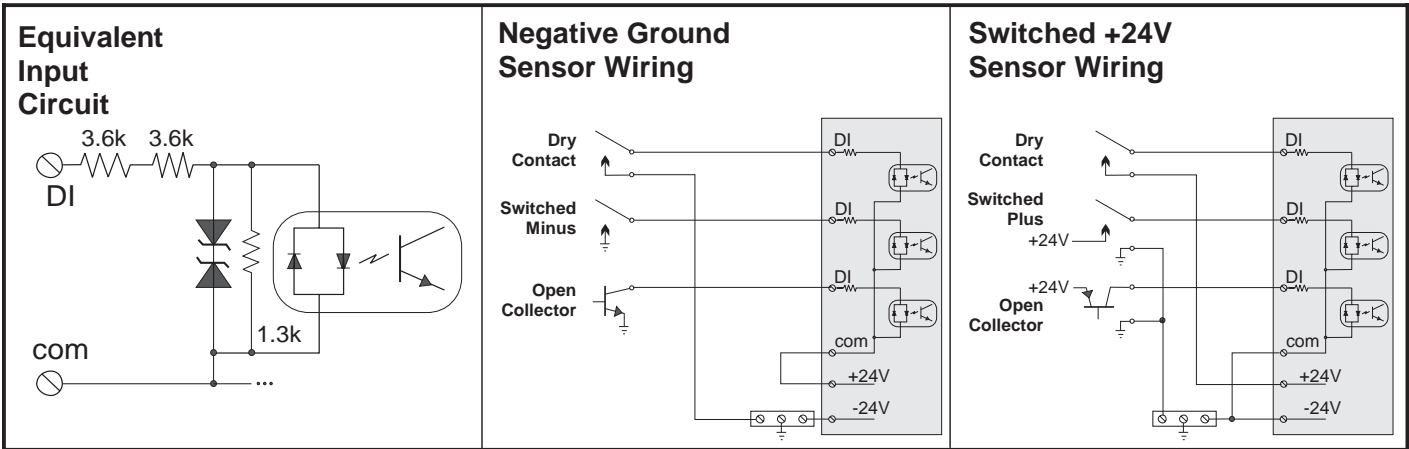 Equivalent
Input
Circuit
3.6k 3.6k
DI
1.3k
com
...
Negative Ground
Sensor Wiring
Dry
Contact
Switched
Minus
Open
Collector
DI
DI
DI
com
+24V
-24V
Switched +24V
Sensor Wiring
Dry
Contact
Switched
Plus
+24V
+24V
Open
Collector
DI
DI
DI
com
+24V
-24V